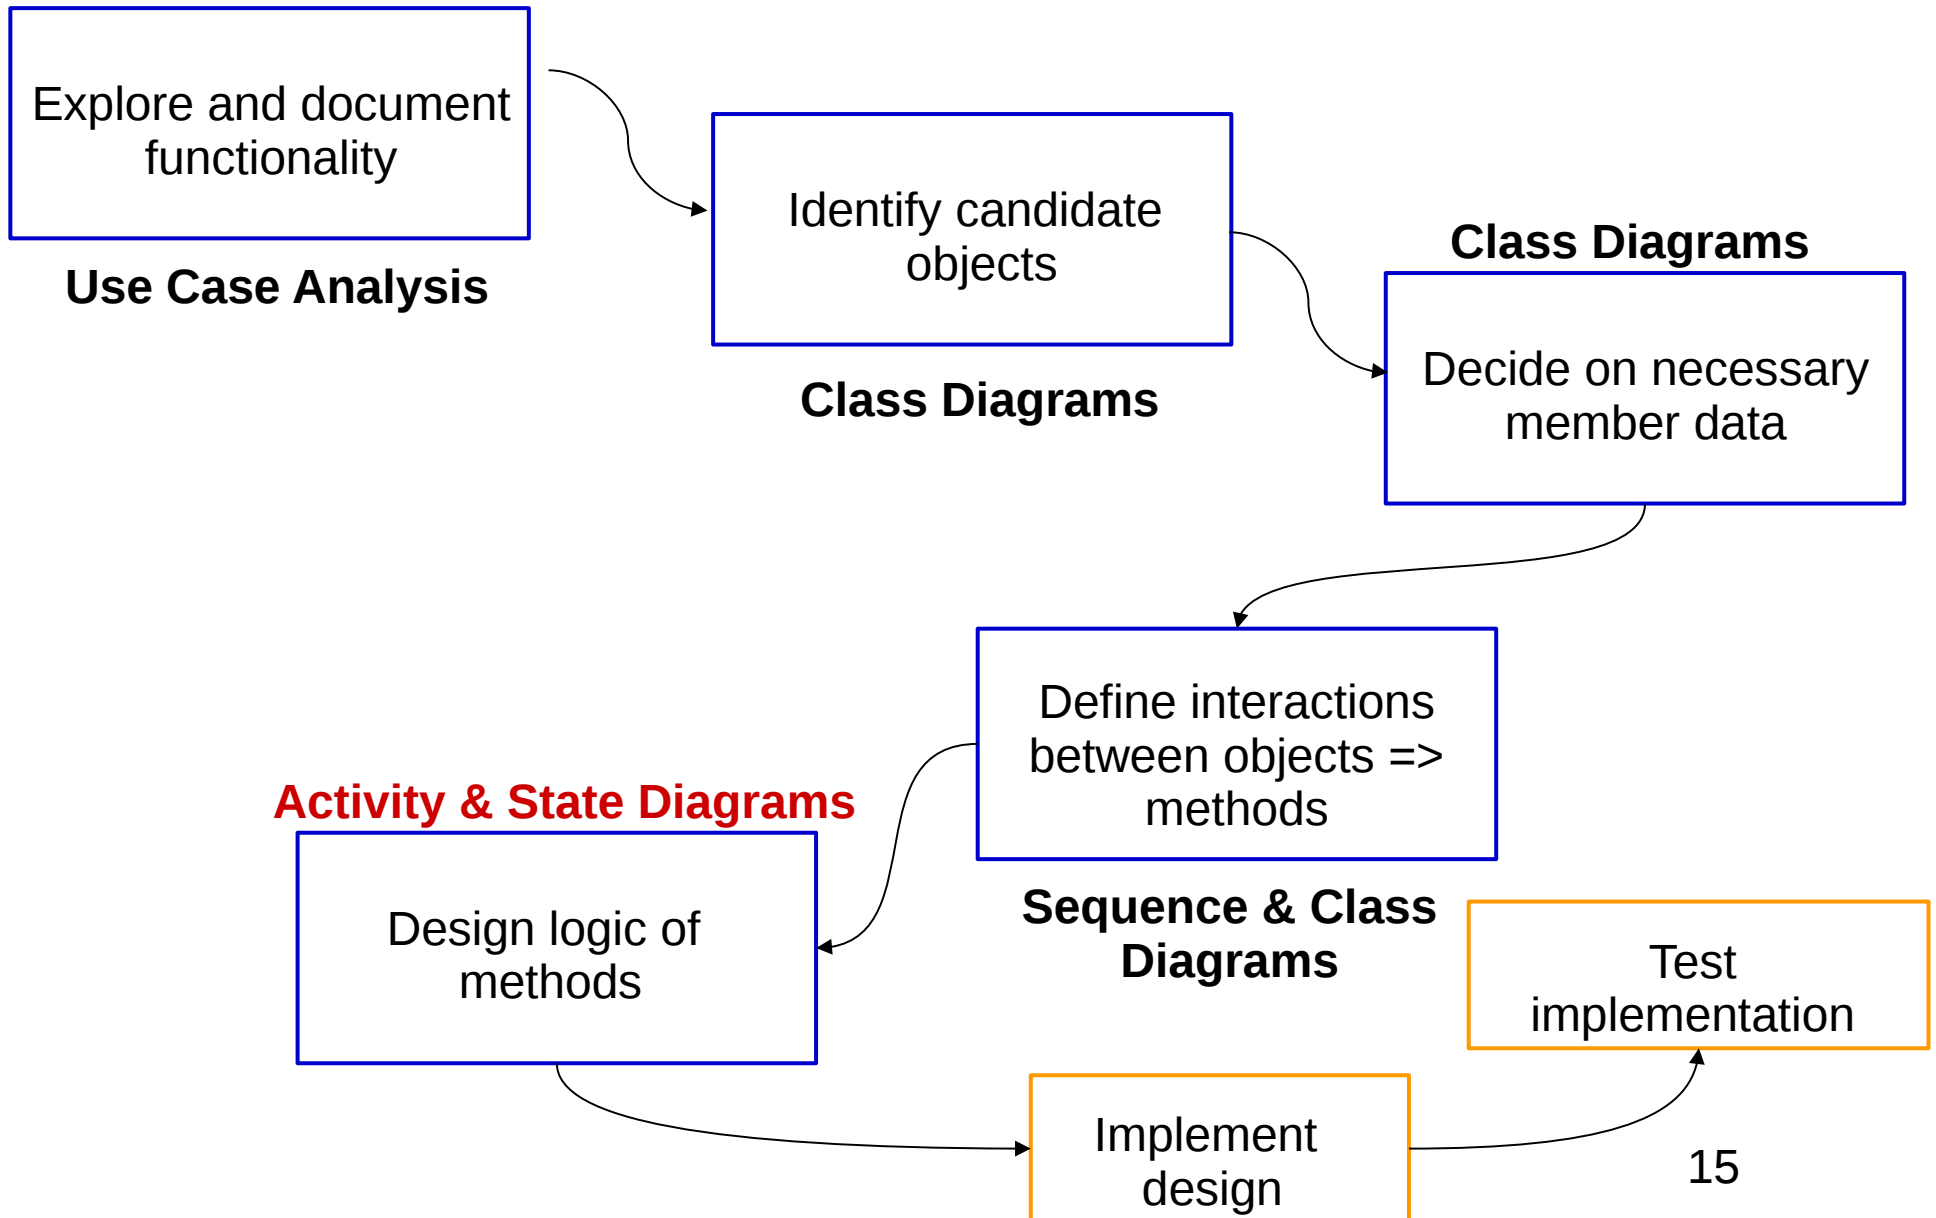 Explore and document
functionality
Use Case Analysis
Identify candidate
objects
Class Diagrams
Class Diagrams
Decide on necessary
member data
Define interactions
between objects =>
methods
Sequence & Class
Diagrams
Activity & State Diagrams
Design logic of
methods
Implement
design
Test
implementation
15